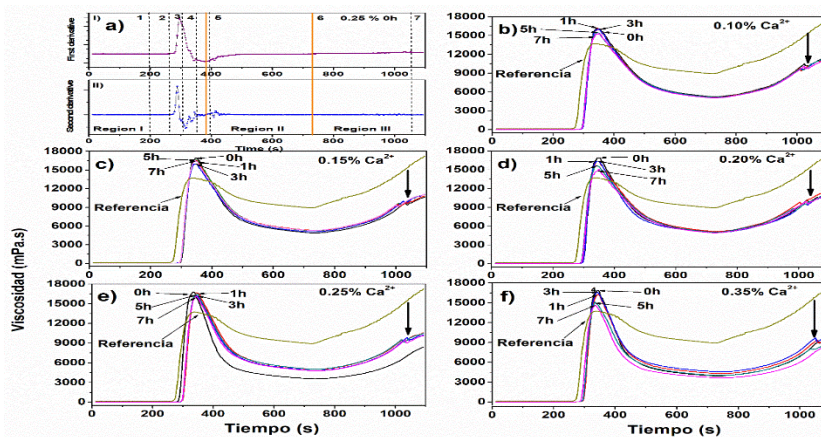 I)
a)
1 2 3 4 5 6 0.25 % 0h 7
First derivative
0 200 400 600 800 1000
II)
Second derivative
Region I Region II Region III
0 200 400 600 800 1000
Time (s)
b)
0.10% Ca2+
18000
15000
12000
9000
6000
3000
0
1h
3h
5h
0h
7h
Referencia
0 200 400 600 800 1000
c)
0.15% Ca2+
18000
15000
12000
9000
6000
3000
0
5h
0h
1h
7h
3h
Referencia
0 200 400 600 800 1000
d)
0.20% Ca2+
18000
15000
12000
9000
6000
3000
0
0h
1h
3h
5h
7h
Referencia
0 200 400 600 800 1000
Viscosidad (mPa.s)
e)
0.25% Ca2+
18000
15000
12000
9000
6000
3000
0
0h
1h
5h
3h
7h
Referencia
0 200 400 600 800 1000
Tiempo (s)
f)
0.35% Ca2+
18000
15000
12000
9000
6000
3000
0
3h
0h
1h
5h
7h
Referencia
0 200 400 600 800 1000
Tiempo (s)